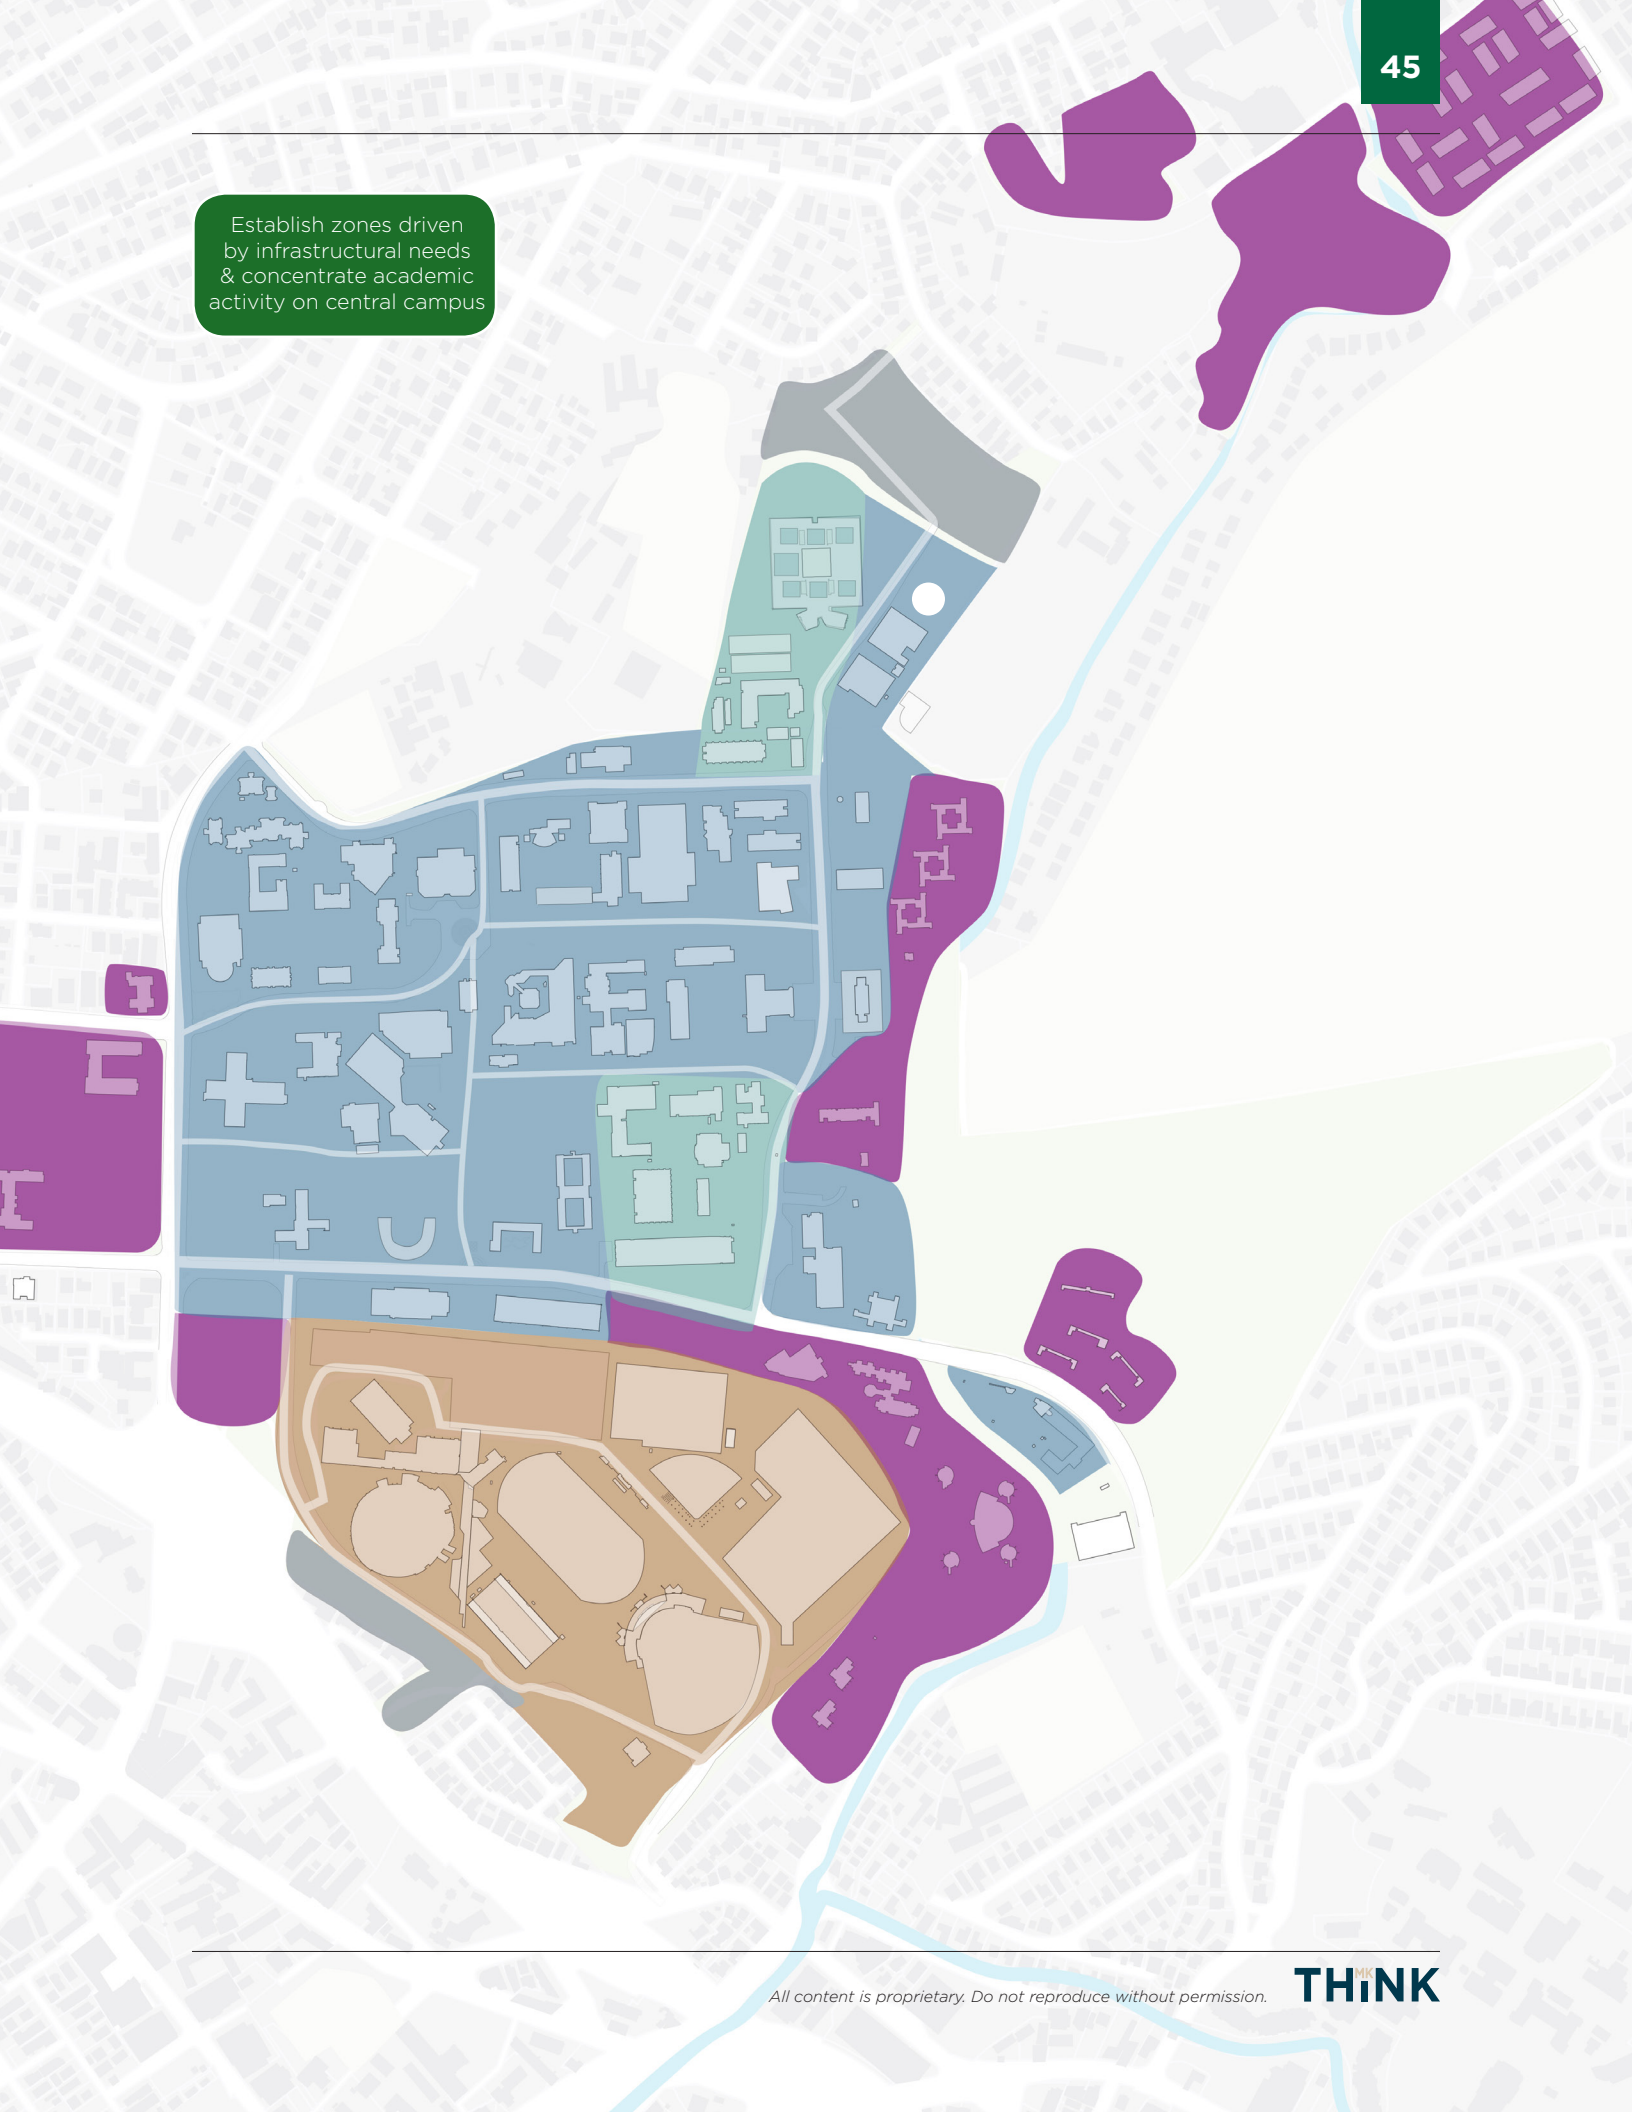 45
Establish zones driven
by infrastructural needs
& concentrate academic
activity on central campus
All content is proprietary. Do not reproduce without permission.
MK
THiNK